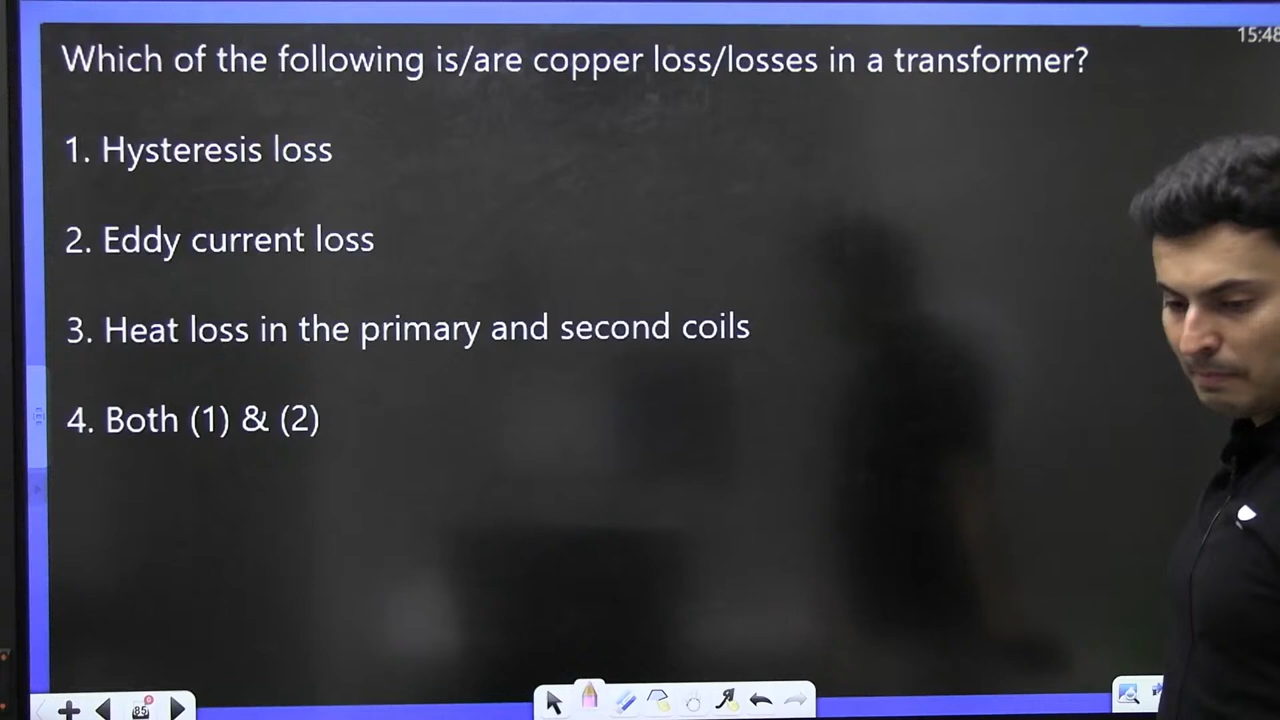 15:48
Which of the following is/are copper loss/losses in a transformer?
1. Hysteresis loss
2. Eddy current loss
3. Heat loss in the primary and second coils
4. Both (1) & (2)
85